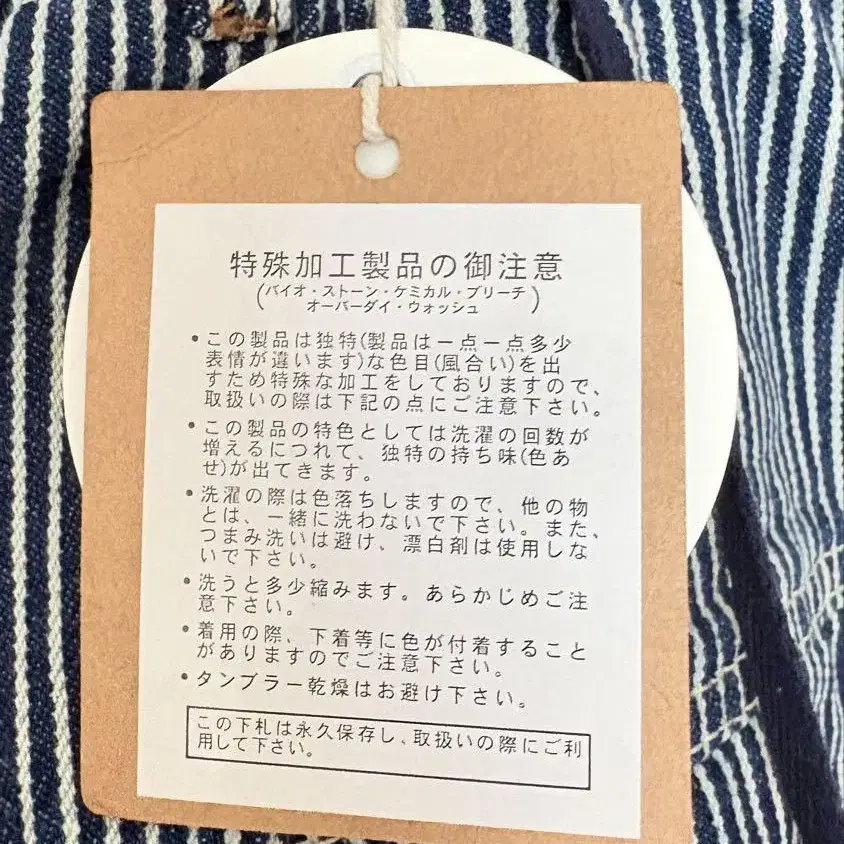 特殊加工製品の御注意
(バイオ・ストーン・ケミカル・ブリーチ
オーバーダイ・ウォッシュ)
• この製品は独特(製品は一点一点多少
表情が違います)な色目(風合い)を出
すため特殊な加工をしておりますので、
取扱いの際は下記の点にご注意下さい。
• この製品の特色としては洗濯の回数が
増えるにつれて、独特の持ち味(色あ
せ)が出てきます。
• 洗濯の際は色落ちしますので、他の物
とは、一緒に洗わないで下さい。また、
つまみ洗いは避け、漂白剤は使用しな
いで下さい。
• 洗うと多少縮みます。あらかじめご注
意下さい。
• 着用の際、下着等に色が付着すること
がありますのでご注意下さい。
• タンブラー乾燥はお避け下さい。
この下札は永久保存し、取扱いの際にご利
用して下さい。